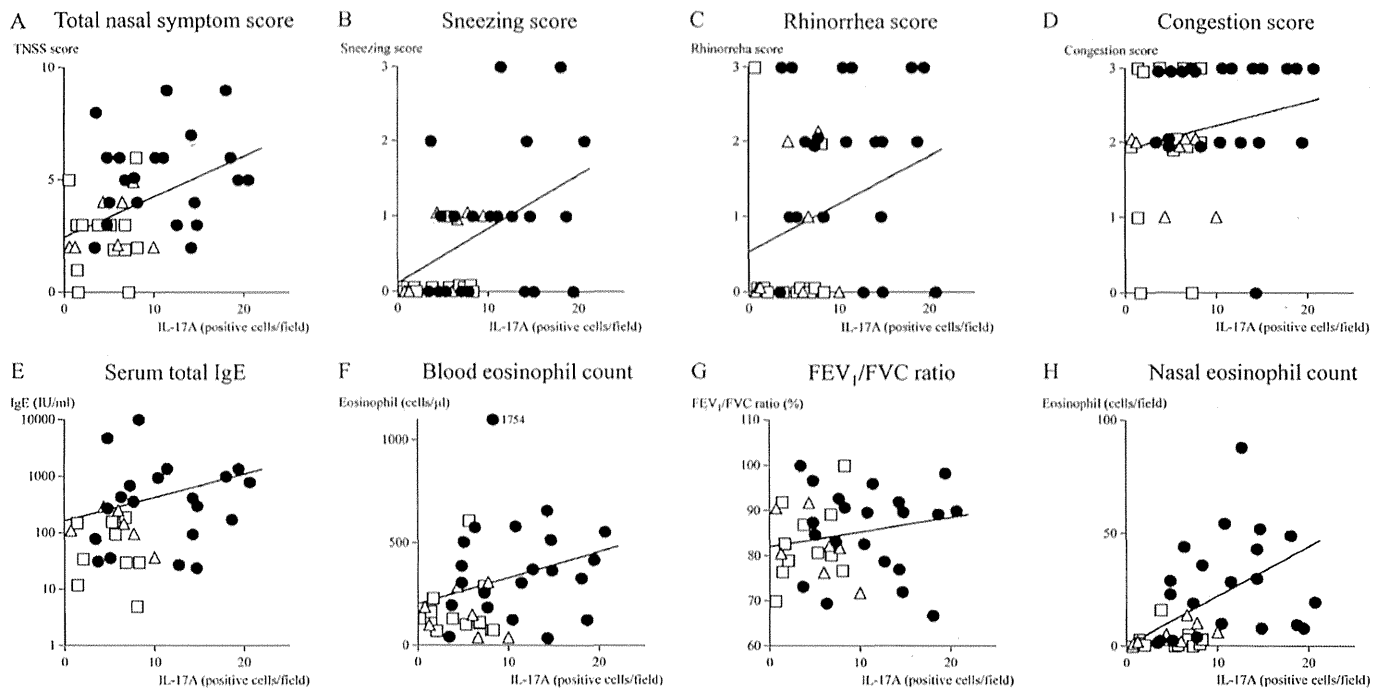 A Total nasal symptom score
TNSS score
10
5
0
0 10 20
IL-17A (positive cells/field)
B Sneezing score
Sneezing score
3
2
1
0
0 10 20
IL-17A (positive cells/field)
C Rhinorrhea score
Rhinorreha score
3
2
1
0
0 10 20
IL-17A (positive cells/field)
D Congestion score
Congestion score
3
2
1
0
0 10 20
IL-17A (positive cells/field)
E Serum total IgE
IgE (IU/ml)
10000
1000
100
10
1
0 10 20
IL-17A (positive cells/field)
F Blood eosinophil count
Eosinophil (cells/µl)
1754
1000
500
0
0 10 20
IL-17A (positive cells/field)
G FEV1/FVC ratio
FEV1/FVC ratio (%)
110
100
90
80
70
60
0 10 20
IL-17A (positive cells/field)
H Nasal eosinophil count
Eosinophil (cells/field)
100
50
0
0 10 20
IL-17A (positive cells/field)